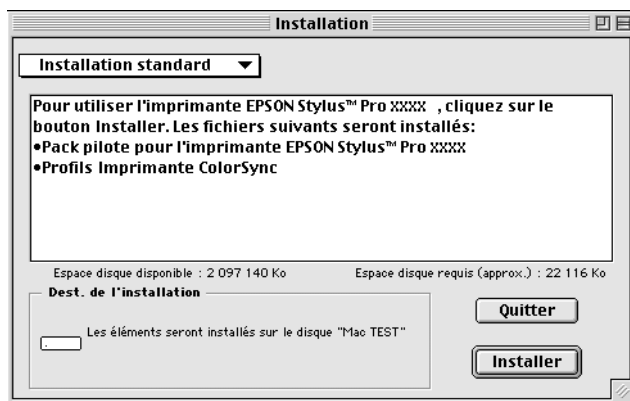 Installation
Installation standard
Pour utiliser l'imprimante EPSON Stylus™ Pro XXXX , cliquez sur le
bouton Installer. Les fichiers suivants seront installés:
•Pack pilote pour l'imprimante EPSON Stylus™ Pro XXXX
•Profils Imprimante ColorSync
Espace disque disponible : 2 097 140 Ko Espace disque requis (approx.) : 22 116 Ko
Dest. de l'installation
Les éléments seront installés sur le disque "Mac TEST"
Quitter
Installer